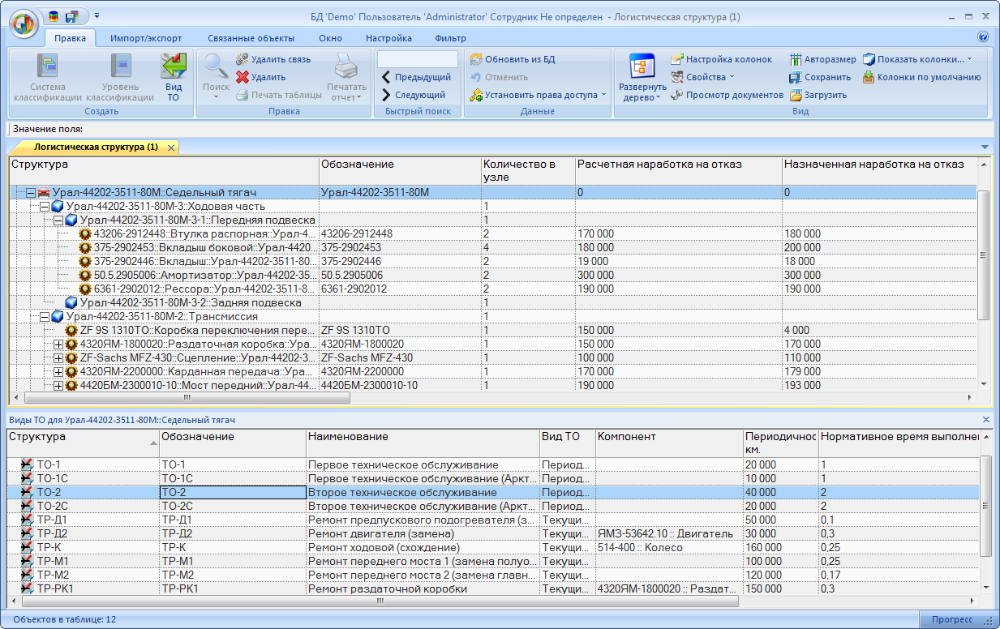 БД 'Demo' Пользователь 'Administrator' Сотрудник Не определен - Логистическая структура (1)
Правка Импорт/экспорт Связанные объекты Окно Настройка Фильтр
Система классификации
Уровень классификации
Вид ТО
Создать
Поиск
Удалить связь
Удалить
Печать таблицы
Печатать отчет
Правка
Предыдущий
Следующий
Быстрый поиск
Обновить из БД
Отменить
Установить права доступа
Данные
Развернуть дерево
Настройка колонок
Свойства
Просмотр документов
Авторазмер
Сохранить
Загрузить
Показать колонки...
Колонки по умолчанию
Вид
Значение поля:
Логистическая структура (1)
Структура Обозначение Количество в узле Расчетная наработка на отказ Назначенная наработка на отказ
Урал-44202-3511-80М::Седельный тягач Урал-44202-3511-80М 0 0
Урал-44202-3511-80М-3::Ходовая часть 1
Урал-44202-3511-80М-3-1::Передняя подвеска 1
43206-2912448::Втулка распорная::Урал-4... 43206-2912448 2 170 000 180 000
375-2902453::Вкладыш боковой::Урал-4420... 375-2902453 4 180 000 200 000
375-2902446::Вкладыш::Урал-44202-3511-80... 375-2902446 2 19 000 18 000
50.5.2905006::Амортизатор::Урал-44202-35... 50.5.2905006 2 300 000 300 000
6361-2902012::Рессора::Урал-44202-3511-8... 6361-2902012 2 190 000 190 000
Урал-44202-3511-80М-3-2::Задняя подвеска 1
Урал-44202-3511-80М-2::Трансмиссия 1
ZF 9S 1310TO::Коробка переключения пере... ZF 9S 1310TO 1 150 000 4 000
4320ЯМ-1800020::Раздаточная коробка::Ура... 4320ЯМ-1800020 1 150 000 170 000
ZF-Sachs MFZ-430::Сцепление::Урал-44202-3... ZF-Sachs MFZ-430 1 100 000 110 000
4320ЯМ-2200000::Карданная передача::Ура... 4320ЯМ-2200000 1 170 000 179 000
4420БМ-2300010-10::Мост передний::Урал-44... 4420БМ-2300010-10 1 190 000 193 000
Виды ТО для Урал-44202-3511-80М::Седельный тягач
Структура Обозначение Наименование Вид ТО Компонент Периодичнос км. Нормативное время выполнен
ТО-1 ТО-1 Первое техническое обслуживание Период... 20 000 1
ТО-1С ТО-1С Первое техническое обслуживание (Аркт... Период... 10 000 1
ТО-2 ТО-2 Второе техническое обслуживание Период... 40 000 2
ТО-2С ТО-2С Второе техническое обслуживание (Аркт... Период... 20 000 2
ТР-Д1 ТР-Д1 Ремонт предпускового подогревателя (з... Текущи... 50 000 0,1
ТР-Д2 ТР-Д2 Ремонт двигателя (замена) Текущи... ЯМЗ-53642.10 :: Двигатель 30 000 0,3
ТР-К ТР-К Ремонт ходовой (схождение) Текущи... 514-400 :: Колесо 160 000 0,25
ТР-М1 ТР-М1 Ремонт переднего моста 1 (замена полуо... Текущи... 100 000 0,25
ТР-М2 ТР-М2 Ремонт переднего моста 2 (замена главн... Текущи... 120 000 0,17
ТР-РК1 ТР-РК1 Ремонт раздаточной коробки Текущи... 4320ЯМ-1800020 :: Раздат... 150 000 0,3
Объектов в таблице: 12 Прогресс